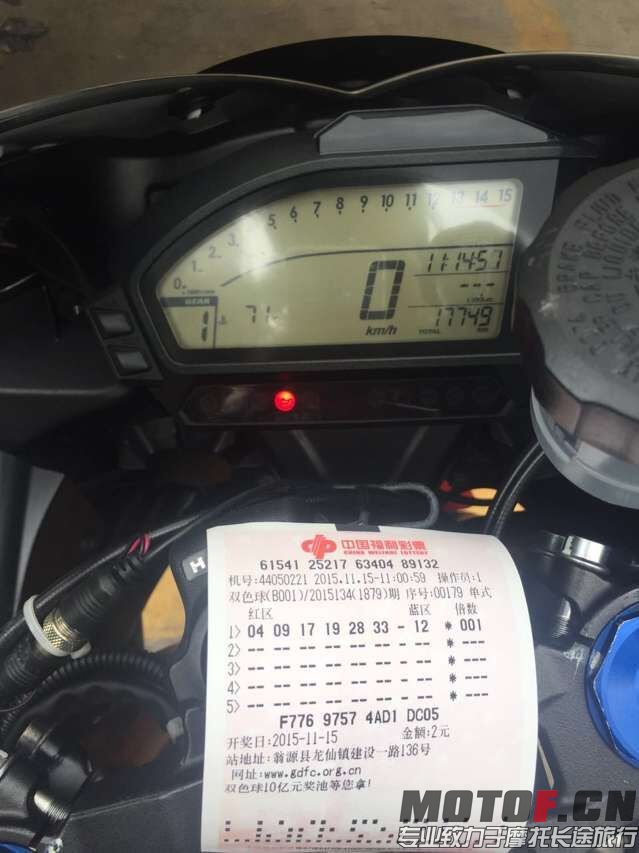 0 1 2 3 4 5 6 7 8 9 10 11 12 13 14 15
11:14:57
---
GEAR
1 71 0 km/h TOTAL 17749
H
中国福利彩票
CHINA WELFARE LOTTERY
61541 25217 63404 89132
机号:44050221 2015.11.15-11:00:59 操作员:1
双色球(B001)/2015134(1879)期 序号:00179 单式
红区 蓝区 倍数
1> 04 09 17 19 28 33 - 12 * 001
2> -- -- -- -- -- -- - -- * ---
3> -- -- -- -- -- -- - -- * ---
4> -- -- -- -- -- -- - -- * ---
5> -- -- -- -- -- -- - -- * ---
F776 9757 4AD1 DC05
开奖日:2015-11-15 金额:2元
站地址:翁源县龙仙镇建设一路136号
网址:www.gdfc.org.cn
双色球10亿元奖池等您拿!
MOTOF.CN
专业致力于摩托长途旅行